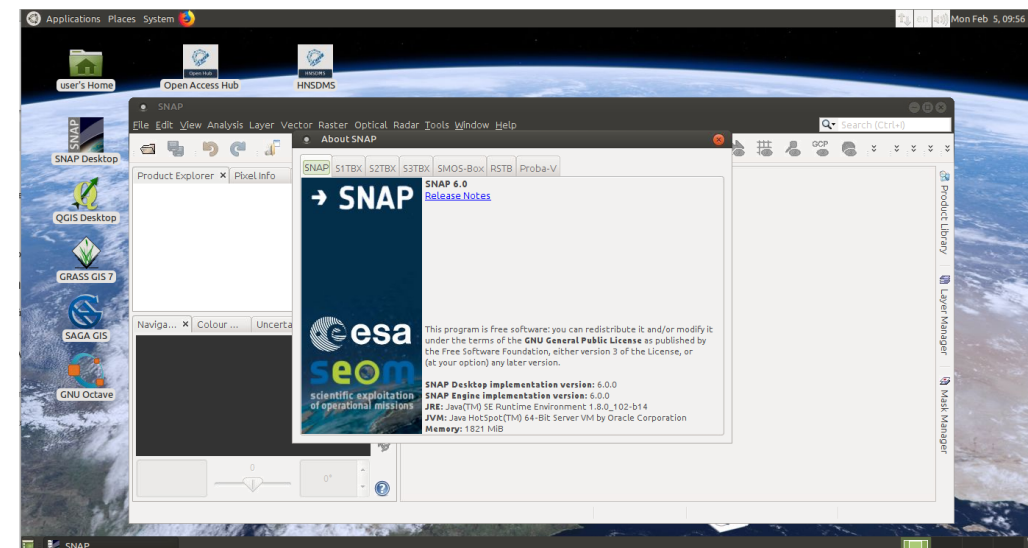 Applications Places System
en
Mon Feb 5, 09:56
user's Home
Open Hub
Open Access Hub
HNSDMS
HNSDMS
SNAP
SNAP Desktop
QGIS Desktop
GRASS GIS 7
SAGA GIS
GNU Octave
SNAP
File Edit View Analysis Layer Vector Raster Optical Radar Tools Window Help
Search (Ctrl+I)
GCP
Product Explorer Pixel Info
Naviga... Colour ... Uncerta
0
0°
Product Library
Layer Manager
Mask Manager
About SNAP
SNAP S1TBX S2TBX S3TBX SMOS-Box RSTB Proba-V
SNAP
esa
seom
scientific exploitation
of operational missions
SNAP 6.0
Release Notes
This program is free software: you can redistribute it and/or modify it
under the terms of the GNU General Public License as published by
the Free Software Foundation, either version 3 of the License, or
(at your option) any later version.
SNAP Desktop implementation version: 6.0.0
SNAP Engine implementation version: 6.0.0
JRE: Java(TM) SE Runtime Environment 1.8.0_102-b14
JVM: Java HotSpot(TM) 64-Bit Server VM by Oracle Corporation
Memory: 1821 MiB
SNAP